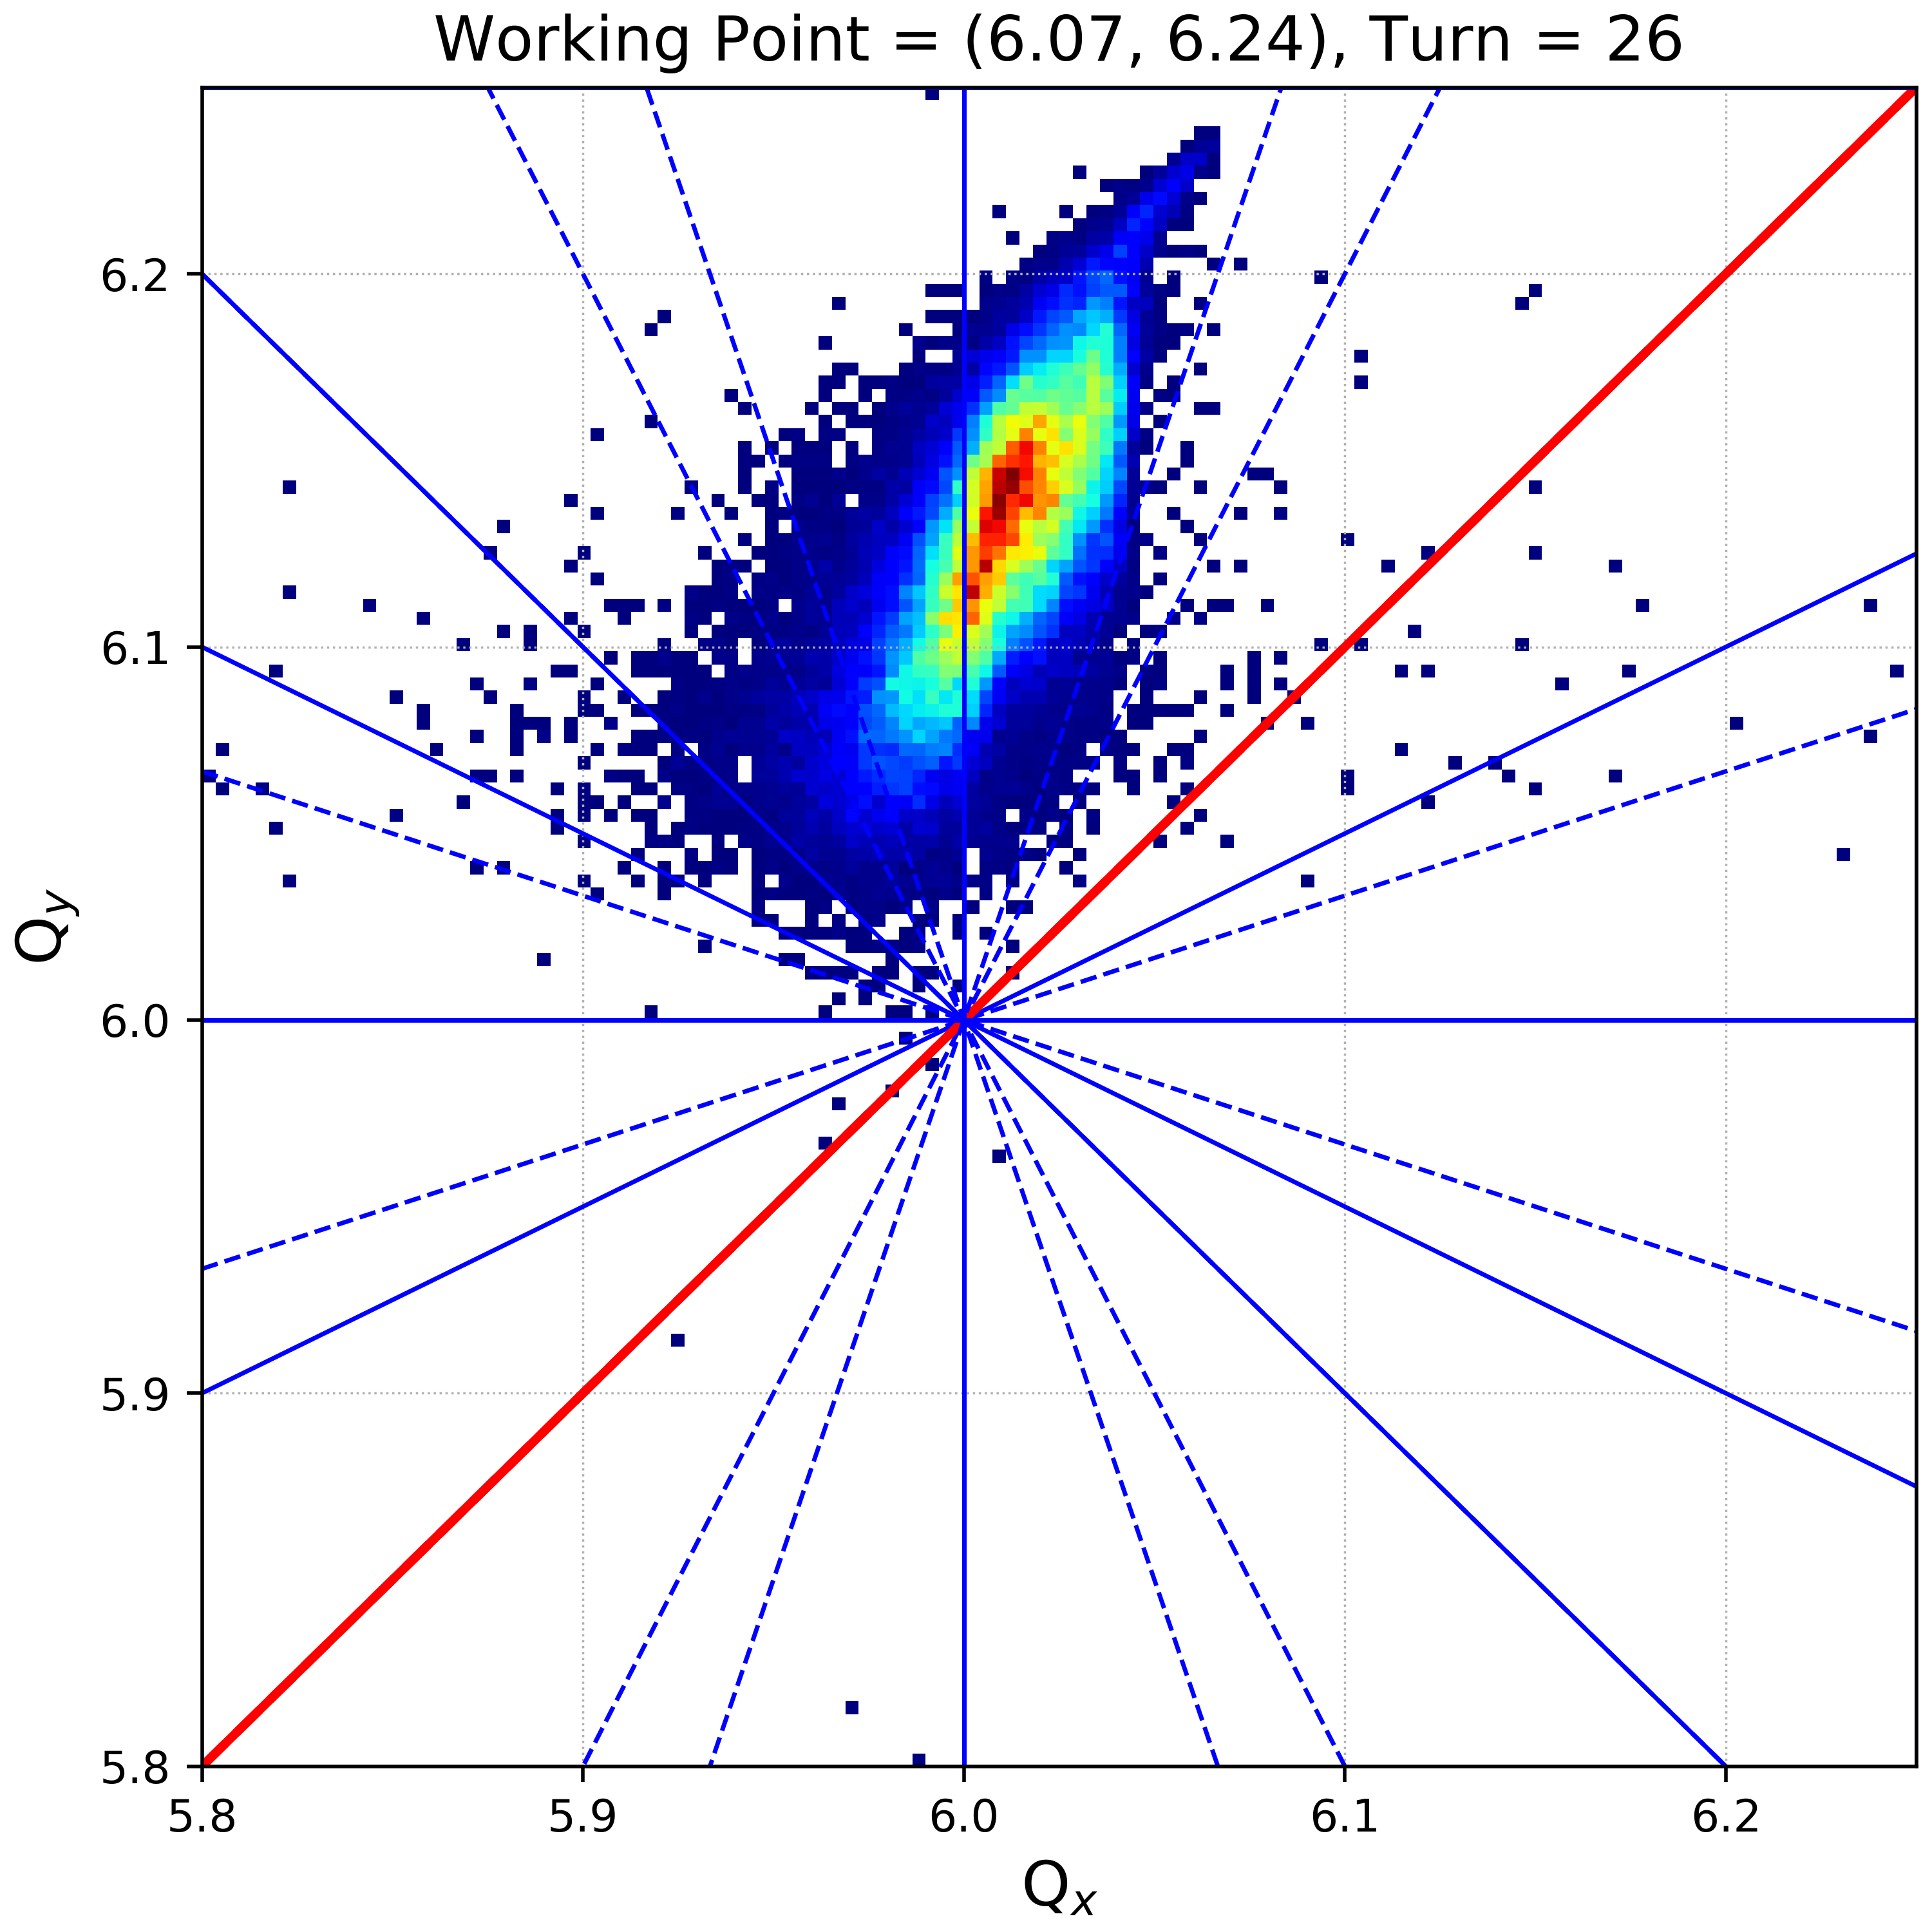 Working Point = (6.07, 6.24), Turn = 26
6.2
6.1
6.0
5.9
5.8
Qy
5.8 5.9 6.0 6.1 6.2
Qx